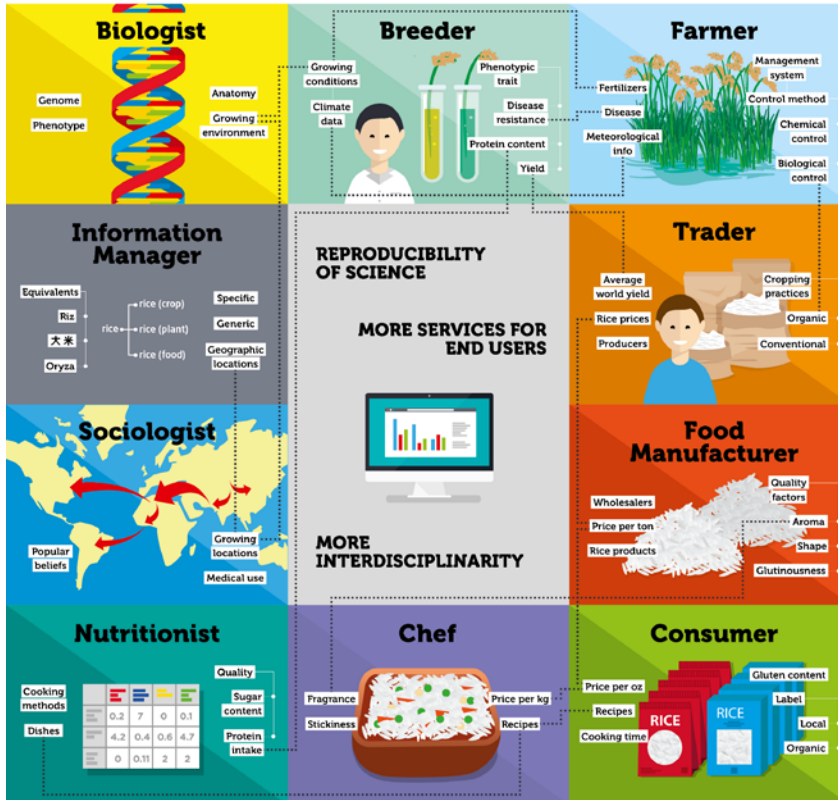 Biologist
Genome
Phenotype
Anatomy
Growing
environment
Breeder
Growing
conditions
Climate
data
Phenotypic
trait
Disease
resistance
Protein content
Yield
Farmer
Fertilizers
Disease
Meteorological
info
Management
system
Control method
Chemical
control
Biological
control
Information
Manager
Equivalents
Riz
大米
Oryza
rice
rice (crop)
rice (plant)
rice (food)
Specific
Generic
Geographic
locations
REPRODUCIBILITY
OF SCIENCE
MORE SERVICES FOR
END USERS
MORE
INTERDISCIPLINARITY
Trader
Average
world yield
Rice prices
Producers
Cropping
practices
Organic
Conventional
Sociologist
Popular
beliefs
Growing
locations
Medical use
Food
Manufacturer
Wholesalers
Price per ton
Rice products
Quality
factors
Aroma
Shape
Glutinousness
Nutritionist
Cooking
methods
Dishes
0.2 7 0 0.1
4.2 0.4 0.6 4.7
0 0.11 2 2
Quality
Sugar
content
Protein
intake
Chef
Fragrance
Stickiness
Price per kg
Recipes
Consumer
Price per oz
Recipes
Cooking time
RICE
RICE
Gluten content
Label
Local
Organic